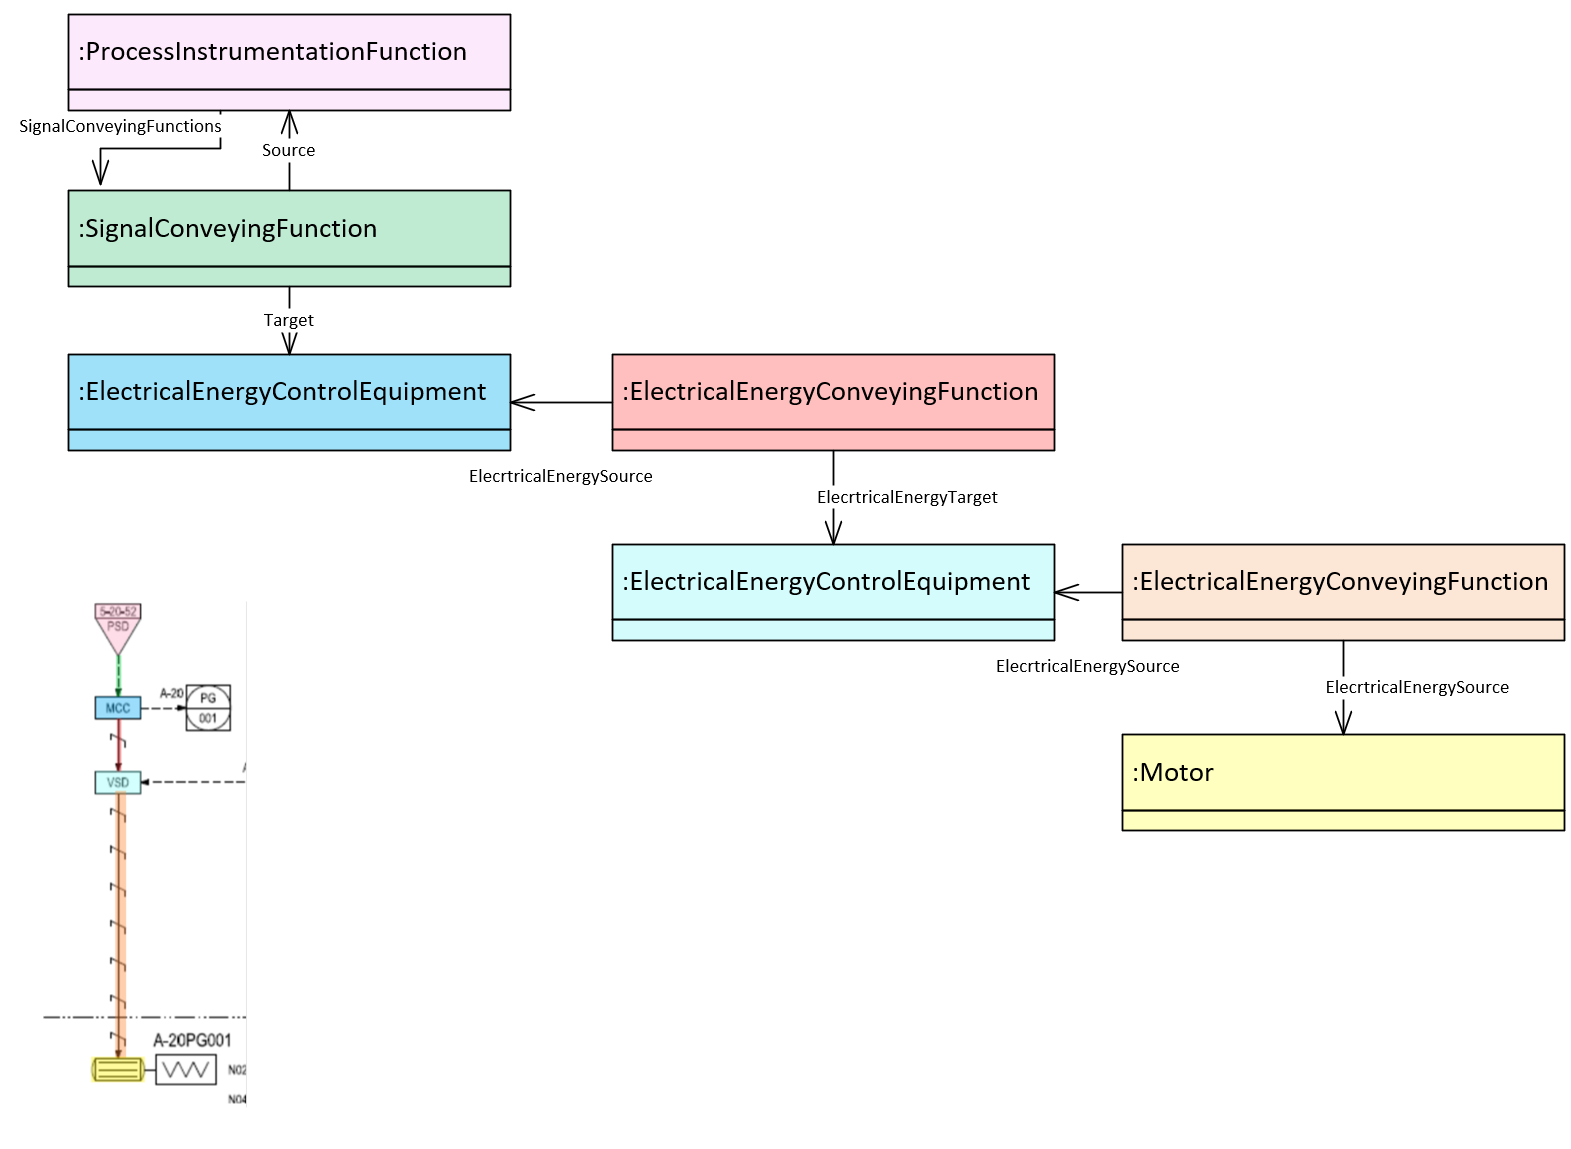 :ProcessInstrumentationFunction
SignalConveyingFunctions
Source
:SignalConveyingFunction
Target
:ElectricalEnergyControlEquipment
:ElectricalEnergyConveyingFunction
ElecrtricalEnergySource
ElecrtricalEnergyTarget
:ElectricalEnergyControlEquipment
:ElectricalEnergyConveyingFunction
ElecrtricalEnergySource
ElecrtricalEnergySource
:Motor
5-20-52
PSD
MCC
A-20
PG
001
VSD
A-20PG001
N02
N04